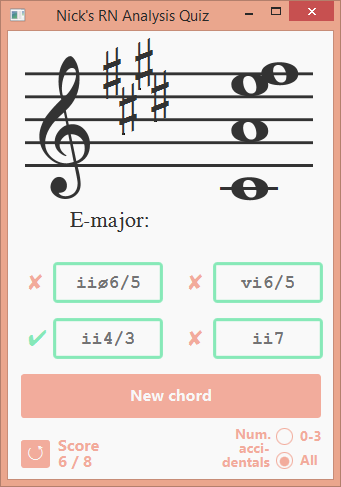 Nick's RN Analysis Quiz
E-major:
✘ iiø6/5 ✘ vi6/5
✔ ii4/3 ✘ ii7
New chord
Score
6 / 8
Num.
acci-
dentals
0-3
All